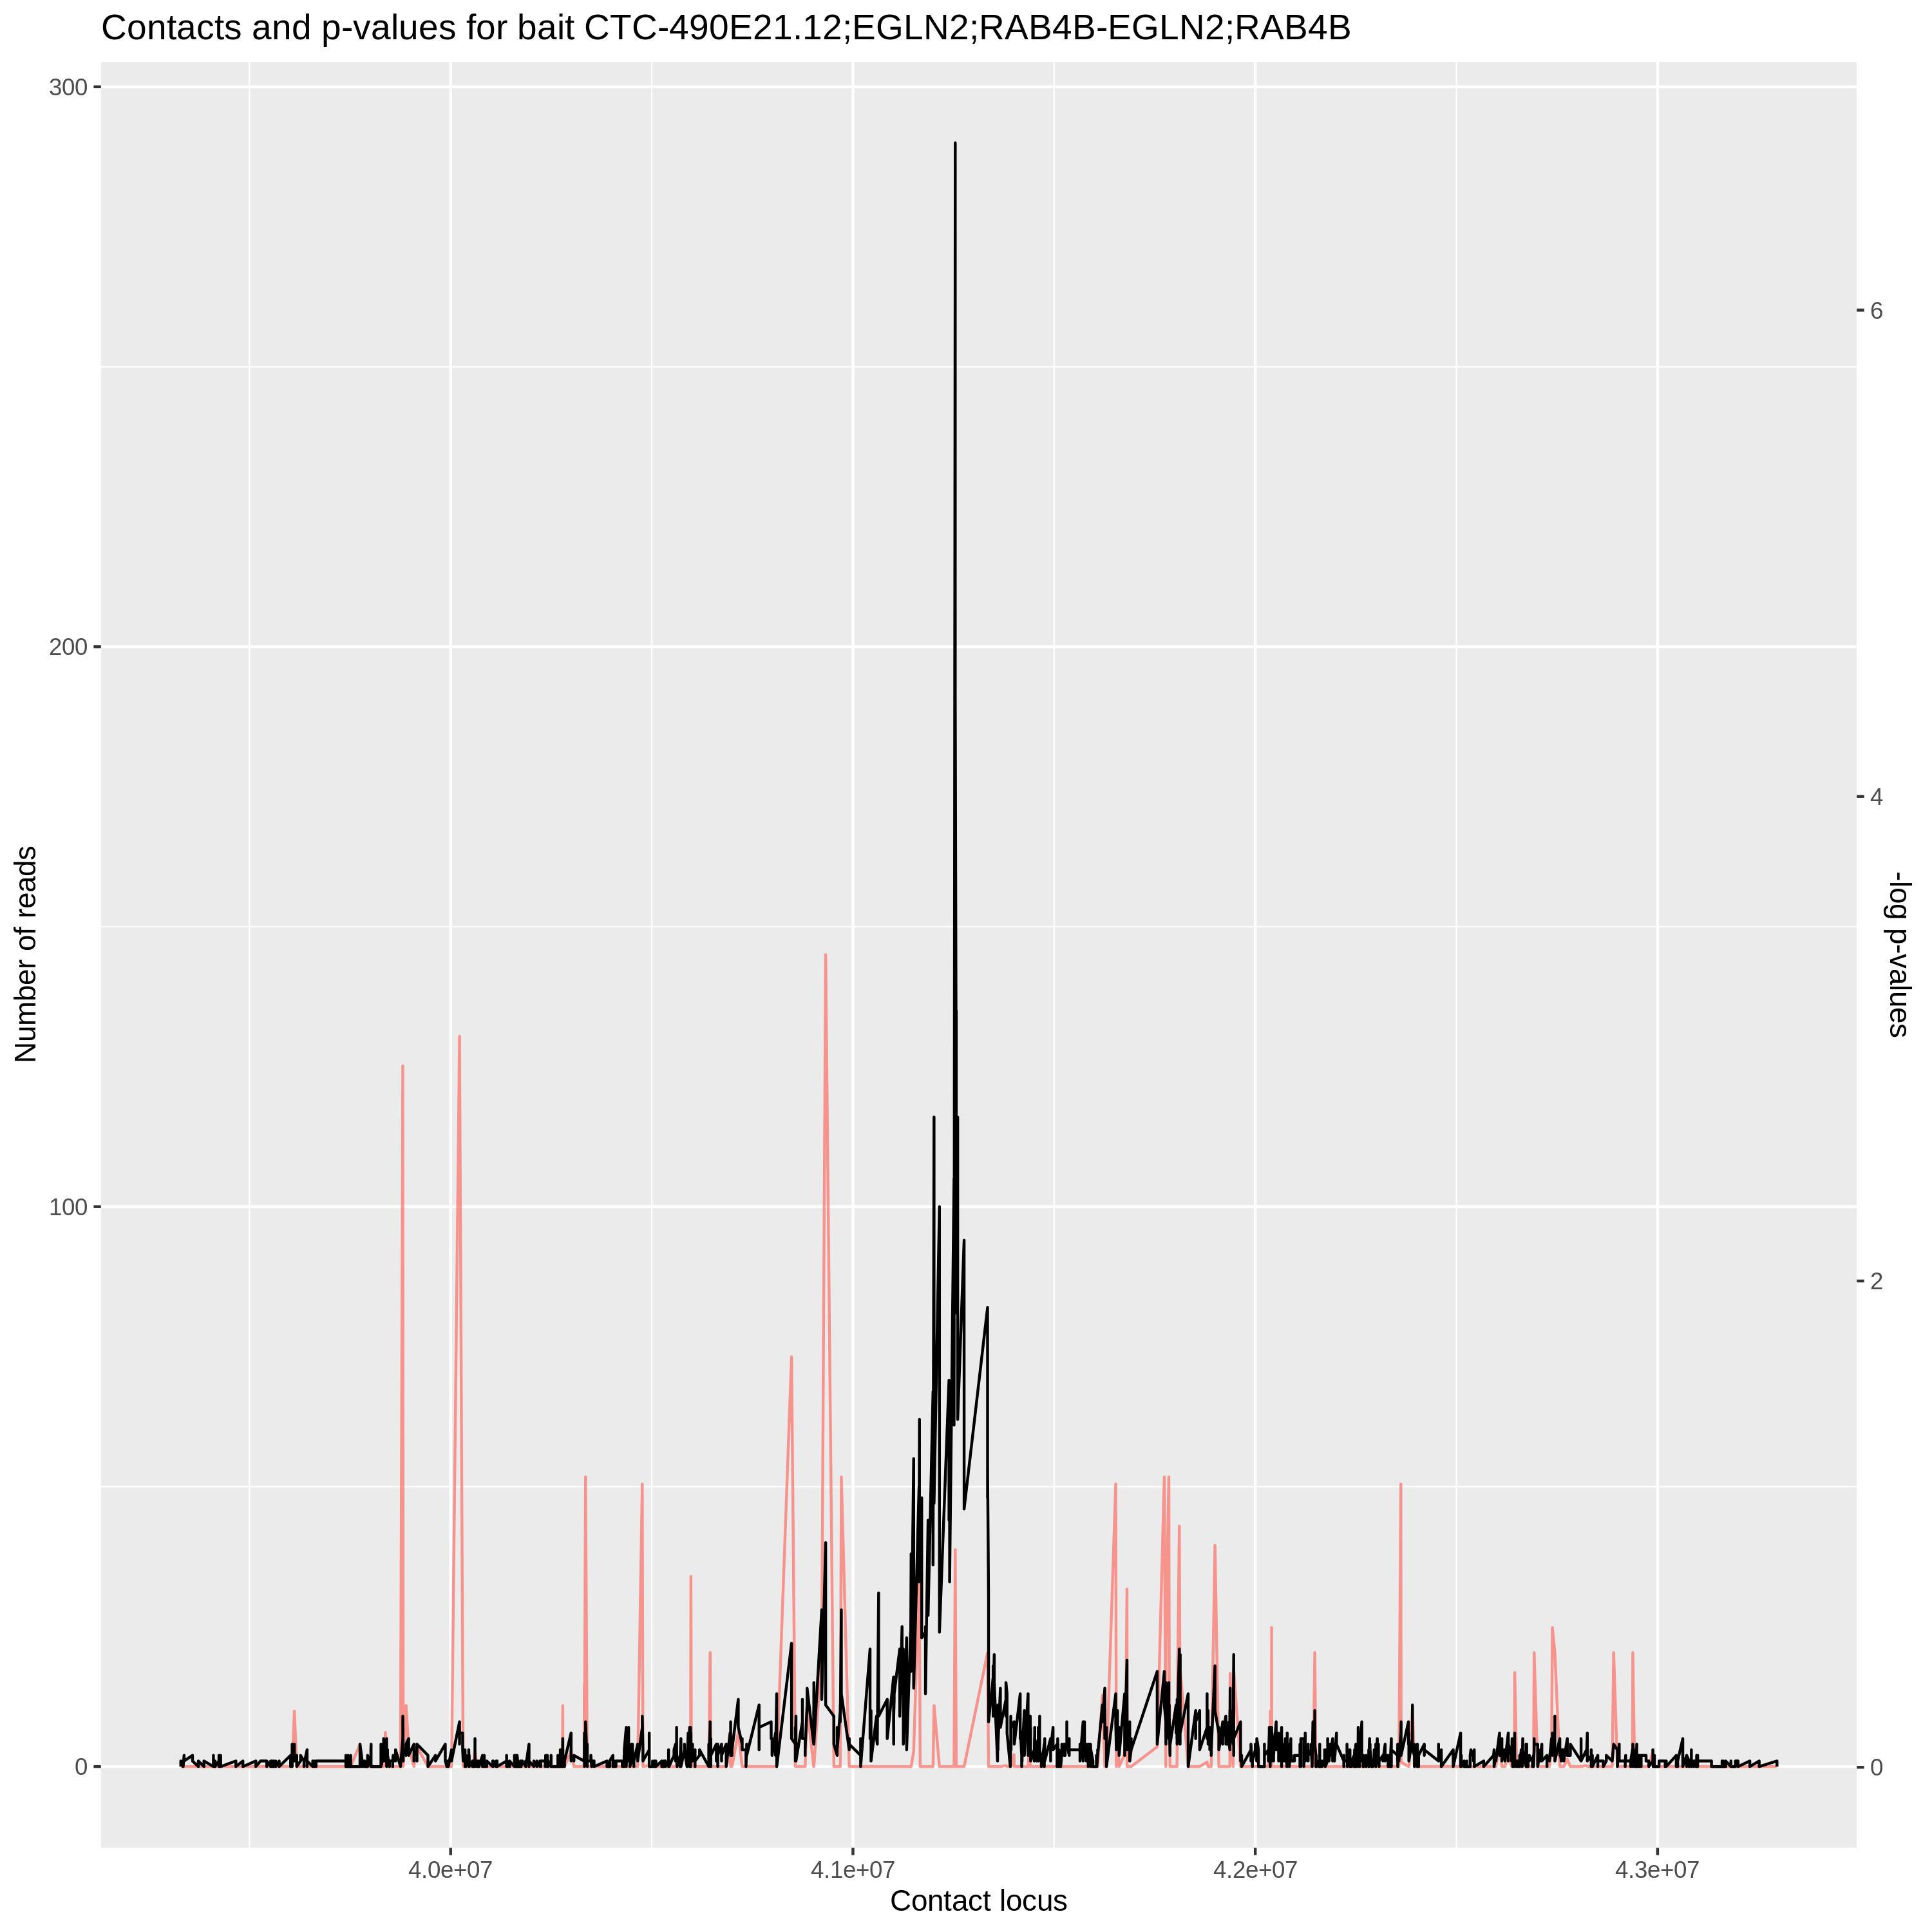 Contacts and p-values for bait CTC-490E21.12;EGLN2;RAB4B-EGLN2;RAB4B
300
200
100
0
Number of reads
6
4
2
0
-log p-values
4.0e+07
4.1e+07
4.2e+07
4.3e+07
Contact locus